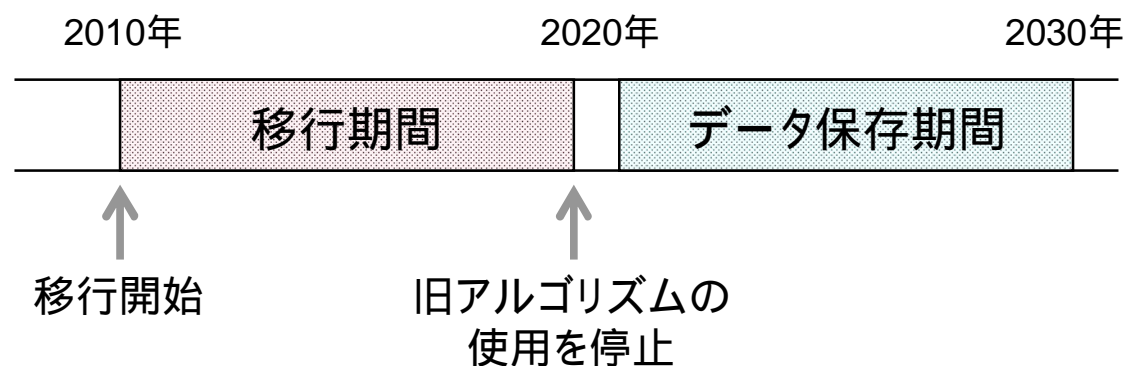 2010年
2020年
2030年
移行期間
データ保存期間
移行開始
旧アルゴリズムの
使用を停止